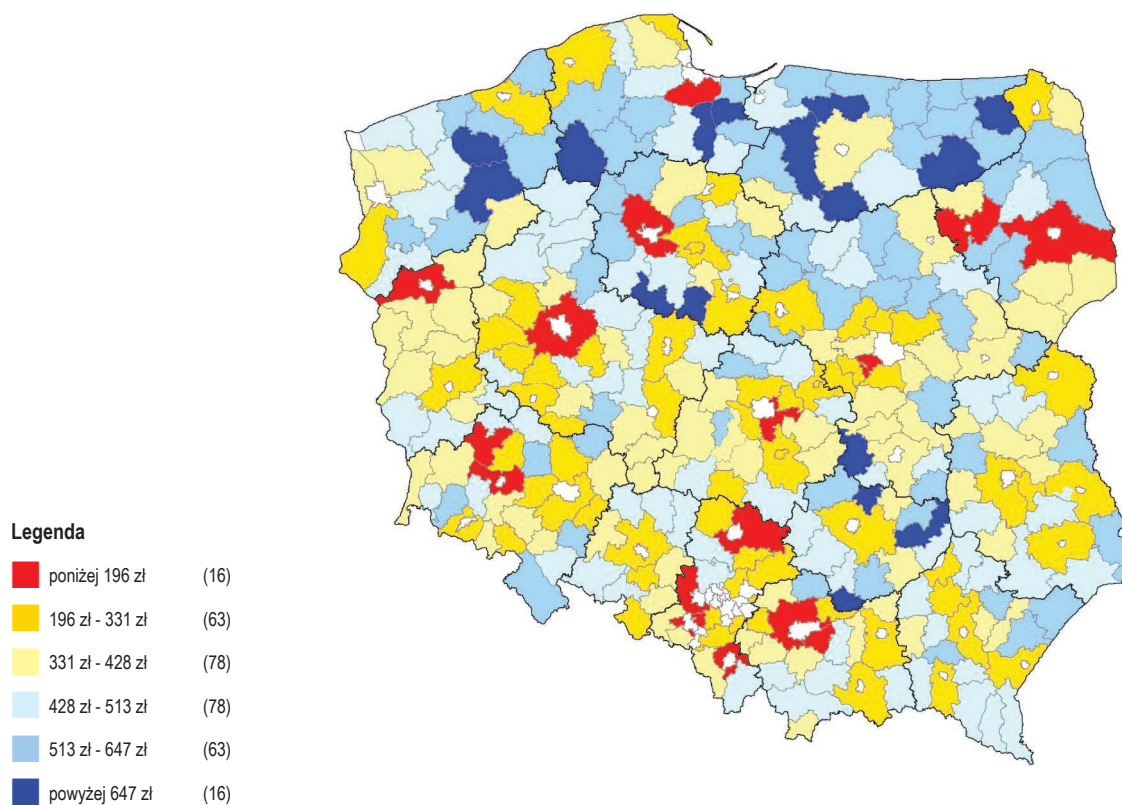 Legenda
poniżej 196 zł (16)
196 zł - 331 zł (63)
331 zł - 428 zł (78)
428 zł - 513 zł (78)
513 zł - 647 zł (63)
powyżej 647 zł (16)